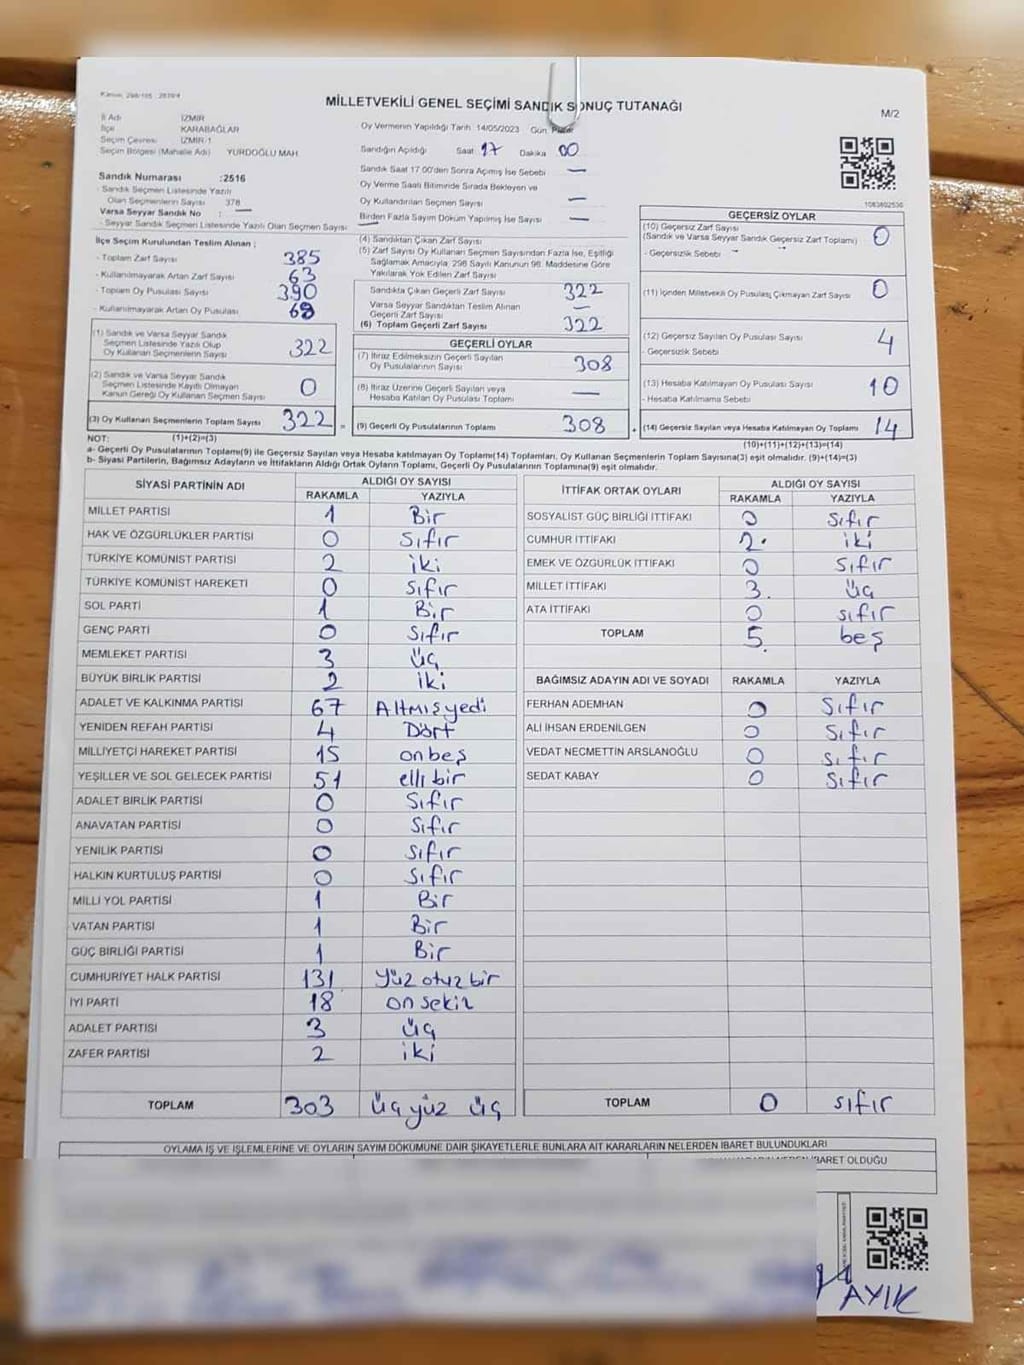 MİLLETVEKİLİ GENEL SEÇİMİ SANDIK SONUÇ TUTANAĞI
M/2
İl Adı İZMİR
İlçe KARABAĞLAR
Seçim Çevresi İZMİR-1
Seçim Bölgesi (Mahalle Adı) YURDOĞLU MAH.
Sandık Numarası :2516
- Sandık Seçmen Listesinde Yazılı
Olan Seçmenlerin Sayısı 378
Varsa Seyyar Sandık No : —
- Seyyar Sandık Seçmen Listesinde Yazılı Olan Seçmen Sayısı
Oy Vermenin Yapıldığı Tarih 14/05/2023 Gün
Sandığın Açıldığı Saat 17 Dakika 00
Sandık Saat 17.00'den Sonra Açımış İse Sebebi —
Oy Verme Saati Bitiminde Sırada Bekleyen ve
Oy Kullandırılan Seçmen Sayısı —
Birden Fazla Sayım Döküm Yapılmış İse Sayısı —
1083802536
İlçe Seçim Kurulundan Teslim Alınan ;
- Toplam Zarf Sayısı 385
- Kullanılmayarak Artan Zarf Sayısı 63
- Toplam Oy Pusulası Sayısı 390
- Kullanılmayarak Artan Oy Pusulası 68
(1) Sandık ve Varsa Seyyar Sandık
Seçmen Listesinde Yazılı Olup
Oy Kullanan Seçmenlerin Sayısı 322
(2) Sandık ve Varsa Seyyar Sandık
Seçmen Listesinde Kayıtlı Olmayan
Kanun Gereği Oy Kullanan Seçmen Sayısı 0
(3) Oy Kullanan Seçmenlerin Toplam Sayısı 322 =
(4) Sandıktan Çıkan Zarf Sayısı
(5) Zarf Sayısı Oy Kullanan Seçmen Sayısından Fazla İse, Eşitliği
Sağlamak Amacıyla, 298 Sayılı Kanunun 98. Maddesine Göre
Yakılarak Yok Edilen Zarf Sayısı
Sandıkta Çıkan Geçerli Zarf Sayısı 322
Varsa Seyyar Sandıktan Teslim Alınan
Geçerli Zarf Sayısı —
(6) Toplam Geçerli Zarf Sayısı 322
GEÇERLİ OYLAR
(7) İtiraz Edilmeksizin Geçerli Sayılan
Oy Pusulalarının Sayısı 308
(8) İtiraz Üzerine Geçerli Sayılan veya
Hesaba Katılan Oy Pusulası Toplamı —
(9) Geçerli Oy Pusulalarının Toplamı 308 +
GEÇERSİZ OYLAR
(10) Geçersiz Zarf Sayısı
(Sandık ve Varsa Seyyar Sandık Geçersiz Zarf Toplamı) 0
- Geçersizlik Sebebi
(11) İçinden Milletvekili Oy Pusulası Çıkmayan Zarf Sayısı 0
(12) Geçersiz Sayılan Oy Pusulası Sayısı 4
- Geçersizlik Sebebi
(13) Hesaba Katılmayan Oy Pusulası Sayısı 10
- Hesaba Katılmama Sebebi
(14) Geçersiz Sayılan veya Hesaba Katılmayan Oy Toplamı 14
NOT: (1)+(2)=(3) (10)+(11)+(12)+(13)=(14)
a- Geçerli Oy Pusulalarının Toplamı(9) ile Geçersiz Sayılan veya Hesaba katılmayan Oy Toplamı(14) Toplamları, Oy Kullanan Seçmenlerin Toplam Sayısına(3) eşit olmalıdır. (9)+(14)=(3)
b- Siyasi Partilerin, Bağımsız Adayların ve İttifakların Aldığı Ortak Oyların Toplamı, Geçerli Oy Pusulalarının Toplamına(9) eşit olmalıdır.
SİYASİ PARTİNİN ADI ALDIĞI OY SAYISI
RAKAMLA YAZIYLA
MİLLET PARTİSİ 1 Bir
HAK VE ÖZGÜRLÜKLER PARTİSİ 0 Sıfır
TÜRKİYE KOMÜNİST PARTİSİ 2 iki
TÜRKİYE KOMÜNİST HAREKETİ 0 Sıfır
SOL PARTİ 1 Bir
GENÇ PARTİ 0 Sıfır
MEMLEKET PARTİSİ 3 üç
BÜYÜK BİRLİK PARTİSİ 2 iki
ADALET VE KALKINMA PARTİSİ 67 Altmış yedi
YENİDEN REFAH PARTİSİ 4 Dört
MİLLİYETÇİ HAREKET PARTİSİ 15 on beş
YEŞİLLER VE SOL GELECEK PARTİSİ 51 elli bir
ADALET BİRLİK PARTİSİ 0 Sıfır
ANAVATAN PARTİSİ 0 Sıfır
YENİLİK PARTİSİ 0 Sıfır
HALKIN KURTULUŞ PARTİSİ 0 Sıfır
MİLLİ YOL PARTİSİ 1 Bir
VATAN PARTİSİ 1 Bir
GÜÇ BİRLİĞİ PARTİSİ 1 Bir
CUMHURİYET HALK PARTİSİ 131 Yüz otuz bir
İYİ PARTİ 18 on sekiz
ADALET PARTİSİ 3 üç
ZAFER PARTİSİ 2 iki
TOPLAM 303 üç yüz üç
İTTİFAK ORTAK OYLARI ALDIĞI OY SAYISI
RAKAMLA YAZIYLA
SOSYALİST GÜÇ BİRLİĞİ İTTİFAKI 0 Sıfır
CUMHUR İTTİFAKI 2 iki
EMEK VE ÖZGÜRLÜK İTTİFAKI 0 Sıfır
MİLLET İTTİFAKI 3 üç
ATA İTTİFAKI 0 sıfır
TOPLAM 5 beş
BAĞIMSIZ ADAYIN ADI VE SOYADI RAKAMLA YAZIYLA
FERHAN ADEMHAN 0 Sıfır
ALİ İHSAN ERDENİLGEN 0 Sıfır
VEDAT NECMETTİN ARSLANOĞLU 0 Sıfır
SEDAT KABAY 0 Sıfır
TOPLAM 0 sıfır
OYLAMA İŞ VE İŞLEMLERİNE VE OYLARIN SAYIM DÖKÜMÜNE DAİR ŞİKAYETLERLE BUNLARA AİT KARARLARIN NELERDEN İBARET BULUNDUKLARI
İBARET OLDUĞU
AYIK